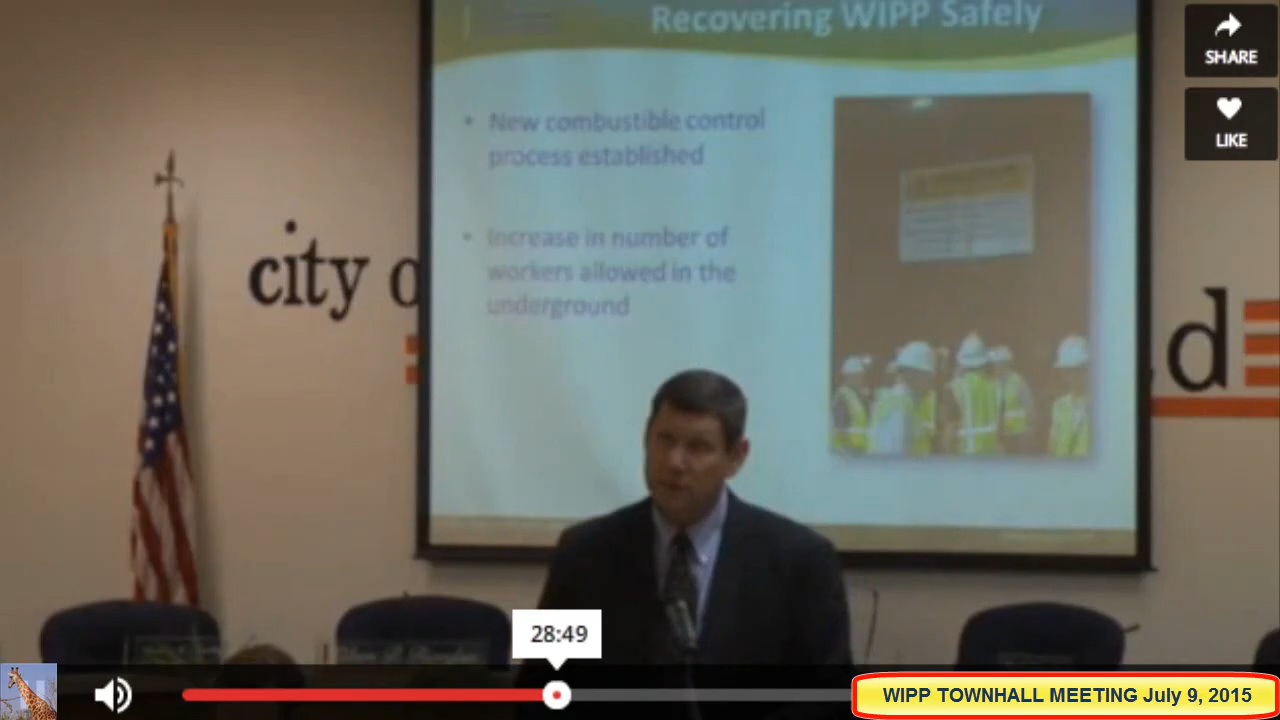 Recovering WIPP Safely
SHARE
LIKE
• New combustible control
process established
• Increase in number of
workers allowed in the
underground
city o
d
28:49
WIPP TOWNHALL MEETING July 9, 2015